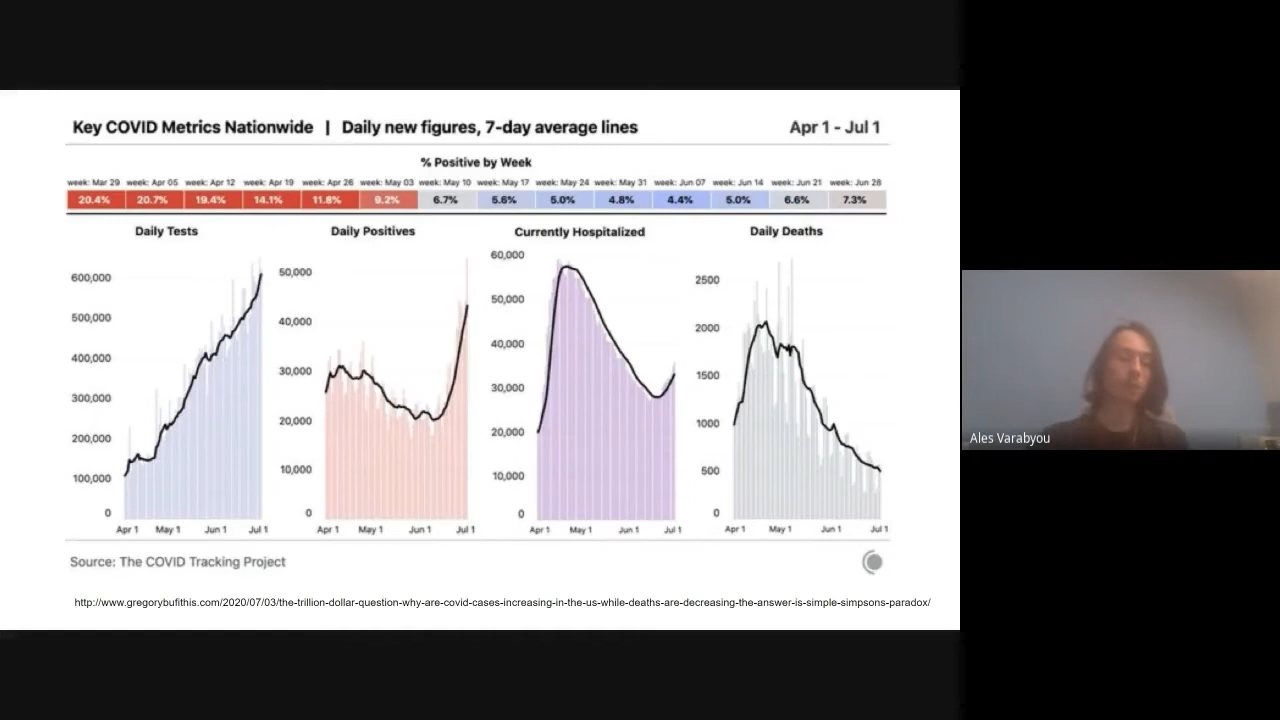 Key COVID Metrics Nationwide | Daily new figures, 7-day average lines Apr 1 - Jul 1
% Positive by Week
week: Mar 29 week: Apr 05 week: Apr 12 week: Apr 19 week: Apr 26 week: May 03 week: May 10 week: May 17 week: May 24 week: May 31 week: Jun 07 week: Jun 14 week: Jun 21 week: Jun 28
20.4% 20.7% 19.4% 14.1% 11.8% 9.2% 6.7% 5.6% 5.0% 4.8% 4.4% 5.0% 6.6% 7.3%
Daily Tests
600,000
500,000
400,000
300,000
200,000
100,000
0
Apr 1 May 1 Jun 1 Jul 1
Daily Positives
50,000
40,000
30,000
20,000
10,000
0
Apr 1 May 1 Jun 1 Jul 1
Currently Hospitalized
60,000
50,000
40,000
30,000
20,000
10,000
0
Apr 1 May 1 Jun 1 Jul 1
Daily Deaths
2500
2000
1500
1000
500
0
Apr 1 May 1 Jun 1 Jul 1
Source: The COVID Tracking Project
http://www.gregorybufithis.com/2020/07/03/the-trillion-dollar-question-why-are-covid-cases-increasing-in-the-us-while-deaths-are-decreasing-the-answer-is-simple-simpsons-paradox/
Ales Varabyou